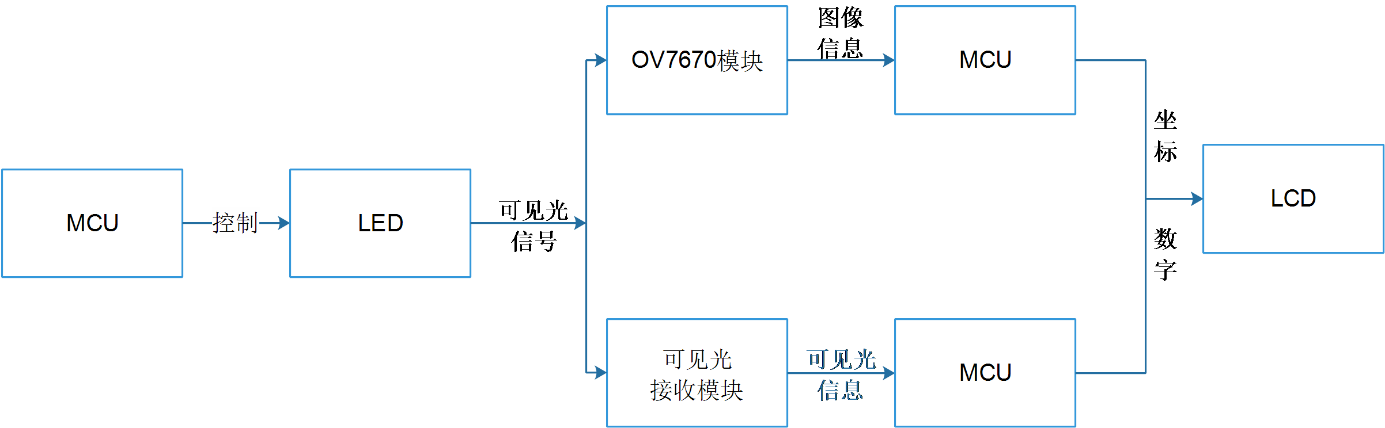 MCU
控制
LED
可见光
信号
OV7670模块
图像
信息
MCU
可见光
接收模块
可见光
信息
MCU
坐
标
数
字
LCD